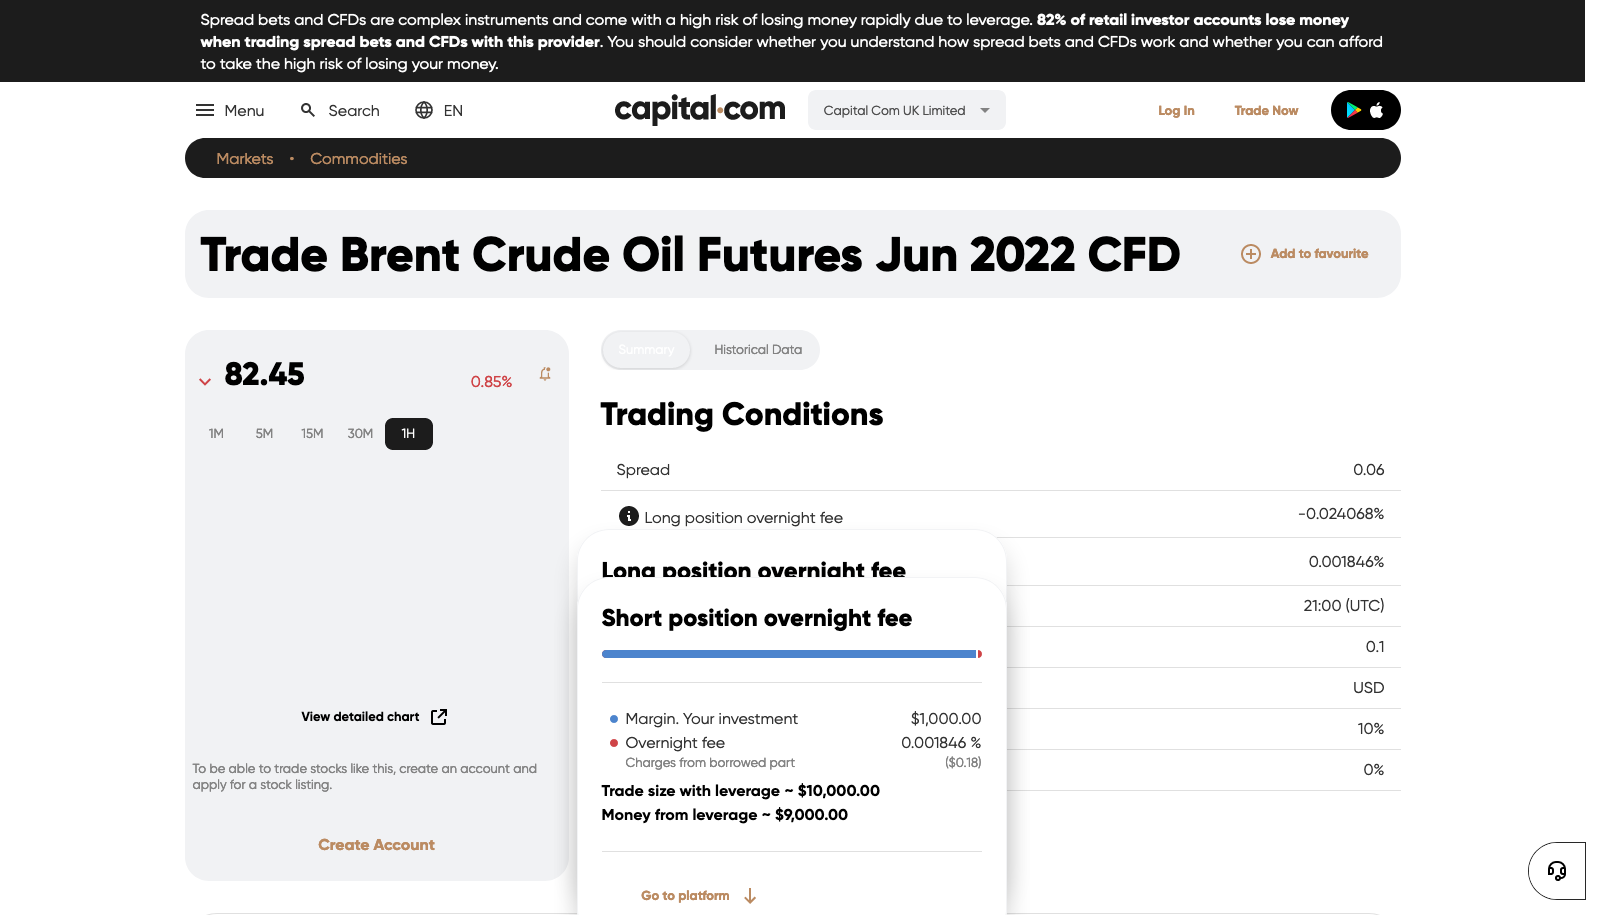 Spread bets and CFDs are complex instruments and come with a high risk of losing money rapidly due to leverage. 82% of retail investor accounts lose money
when trading spread bets and CFDs with this provider. You should consider whether you understand how spread bets and CFDs work and whether you can afford
to take the high risk of losing your money.
Menu
Search
EN
capital.com
Capital Com UK Limited
Log In
Trade Now
Markets
Commodities
Trade Brent Crude Oil Futures Jun 2022 CFD
Add to favourite
82.45
0.85%
1M 5M 15M 30M 1H
View detailed chart
To be able to trade stocks like this, create an account and
apply for a stock listing.
Create Account
Summary
Historical Data
Trading Conditions
Spread 0.06
Long position overnight fee -0.024068%
0.001846%
21:00 (UTC)
0.1
USD
10%
0%
Long position overnight fee
Short position overnight fee
Margin. Your investment $1,000.00
Overnight fee 0.001846 %
Charges from borrowed part ($0.18)
Trade size with leverage ~ $10,000.00
Money from leverage ~ $9,000.00
Go to platform